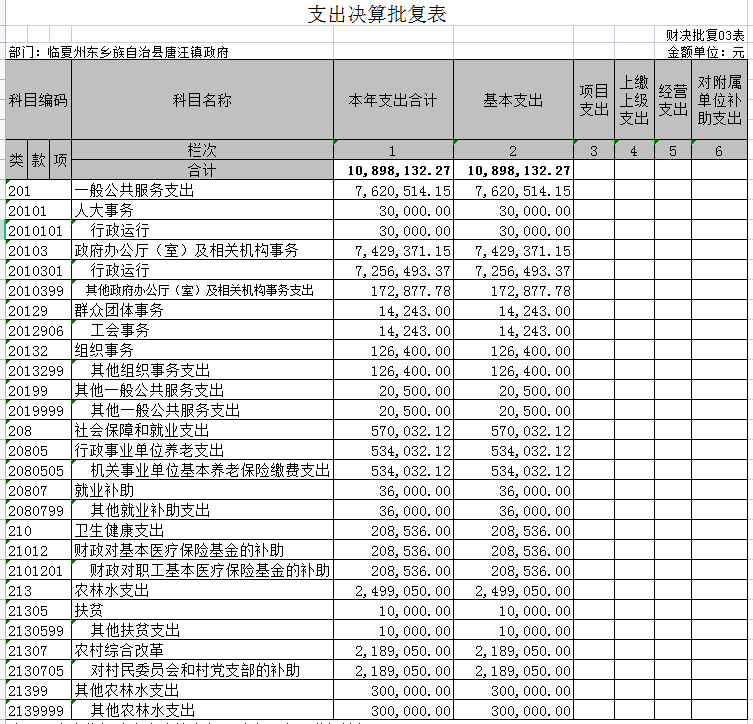 支出决算批复表
财决批复03表
部门：临夏州东乡族自治县唐汪镇政府 金额单位：元
科目编码 科目名称 本年支出合计 基本支出 项目支出 上缴上级支出 经营支出 对附属单位补助支出
类 款 项 栏次 1 2 3 4 5 6
合计 10,898,132.27 10,898,132.27
201 一般公共服务支出 7,620,514.15 7,620,514.15
20101 人大事务 30,000.00 30,000.00
2010101 行政运行 30,000.00 30,000.00
20103 政府办公厅（室）及相关机构事务 7,429,371.15 7,429,371.15
2010301 行政运行 7,256,493.37 7,256,493.37
2010399 其他政府办公厅（室）及相关机构事务支出 172,877.78 172,877.78
20129 群众团体事务 14,243.00 14,243.00
2012906 工会事务 14,243.00 14,243.00
20132 组织事务 126,400.00 126,400.00
2013299 其他组织事务支出 126,400.00 126,400.00
20199 其他一般公共服务支出 20,500.00 20,500.00
2019999 其他一般公共服务支出 20,500.00 20,500.00
208 社会保障和就业支出 570,032.12 570,032.12
20805 行政事业单位养老支出 534,032.12 534,032.12
2080505 机关事业单位基本养老保险缴费支出 534,032.12 534,032.12
20807 就业补助 36,000.00 36,000.00
2080799 其他就业补助支出 36,000.00 36,000.00
210 卫生健康支出 208,536.00 208,536.00
21012 财政对基本医疗保险基金的补助 208,536.00 208,536.00
2101201 财政对职工基本医疗保险基金的补助 208,536.00 208,536.00
213 农林水支出 2,499,050.00 2,499,050.00
21305 扶贫 10,000.00 10,000.00
2130599 其他扶贫支出 10,000.00 10,000.00
21307 农村综合改革 2,189,050.00 2,189,050.00
2130705 对村民委员会和村党支部的补助 2,189,050.00 2,189,050.00
21399 其他农林水支出 300,000.00 300,000.00
2139999 其他农林水支出 300,000.00 300,000.00